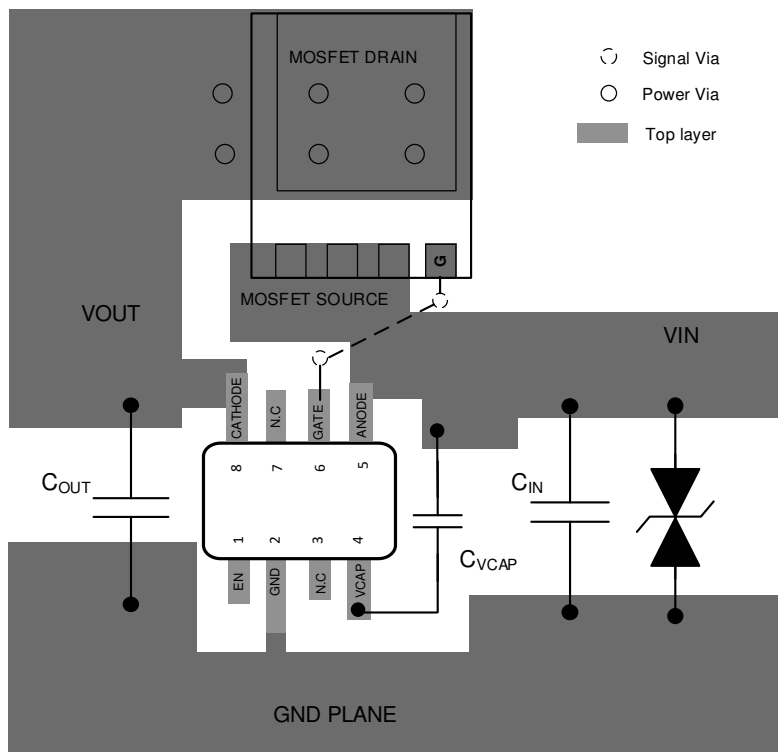 MOSFET DRAIN
Signal Via
Power Via
Top layer
G
MOSFET SOURCE
VOUT
VIN
CATHODE
N.C
GATE
ANODE
8
7
6
5
COUT
CIN
1
2
3
4
CVCAP
EN
GND
N.C
VCAP
GND PLANE